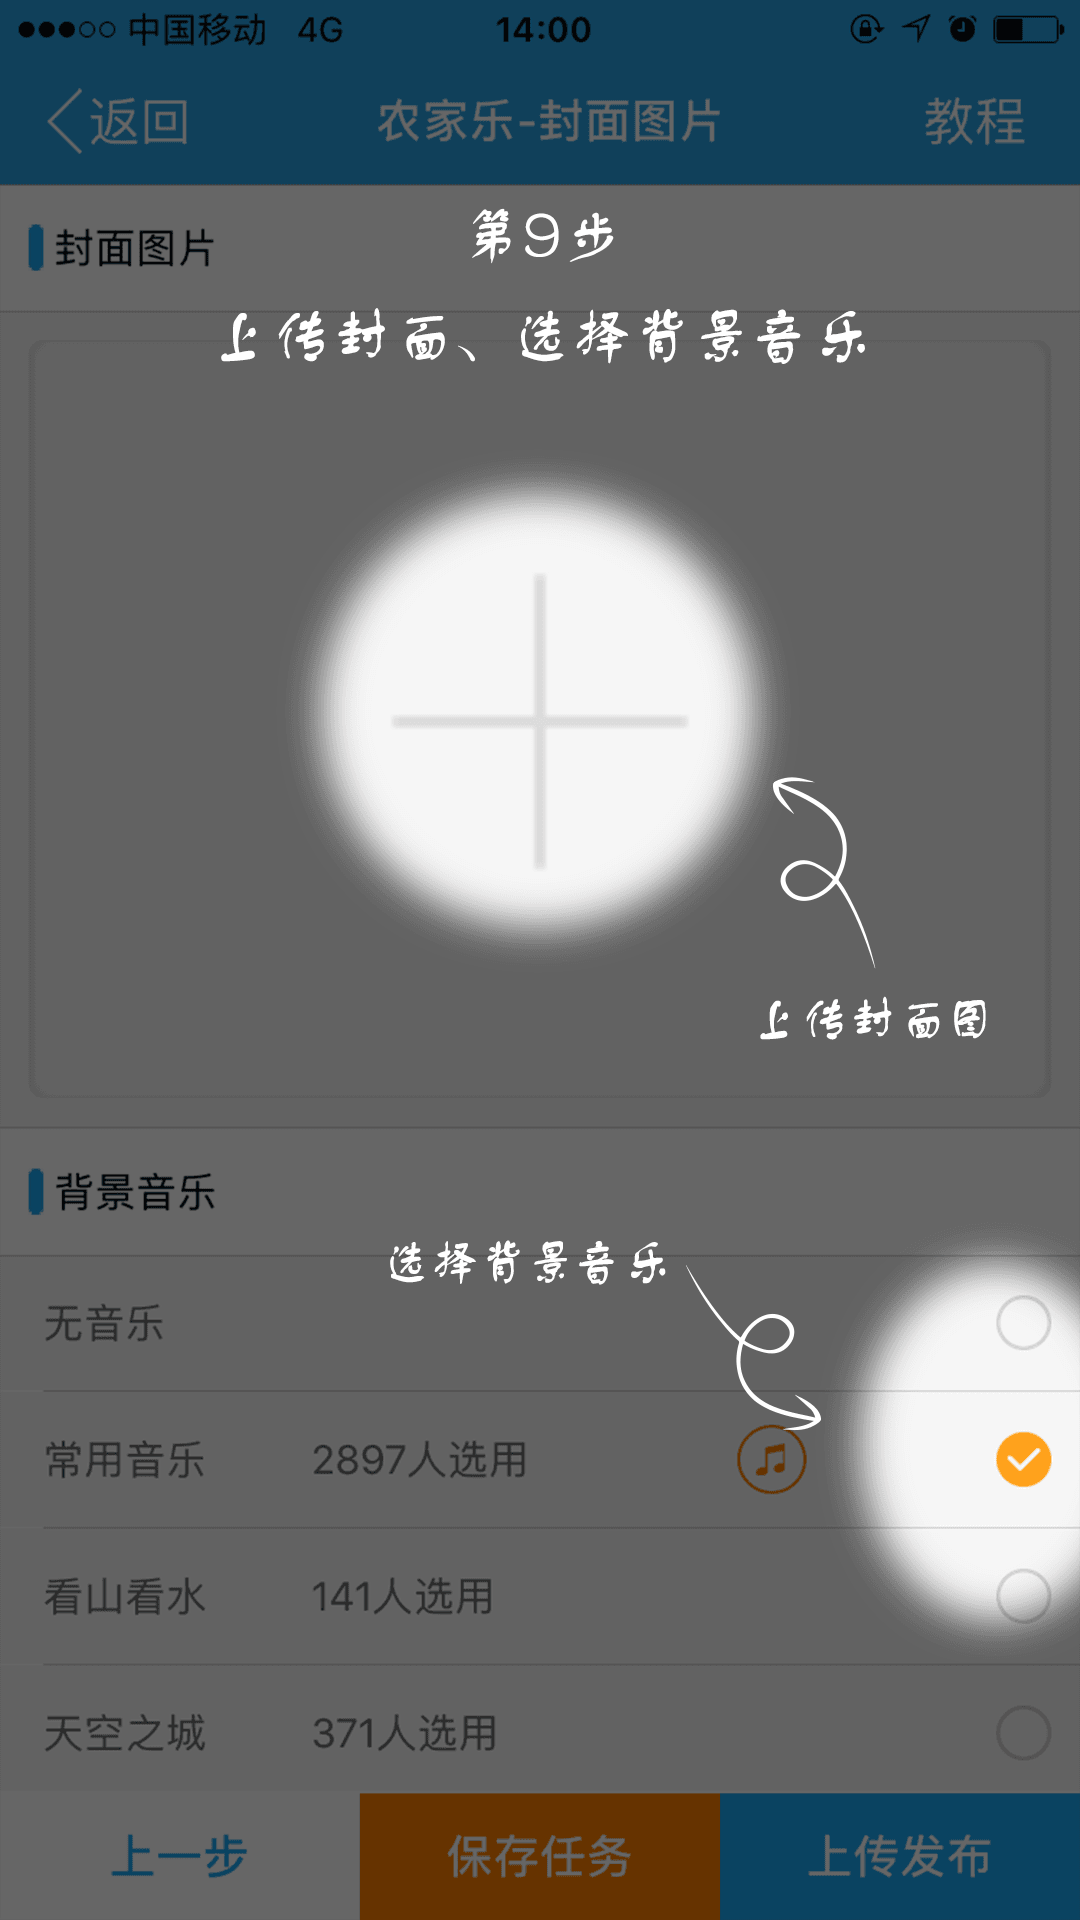 中国移动 4G 14:00
返回 农家乐-封面图片 教程
第9步
封面图片
上传封面、选择背景音乐
上传封面图
背景音乐
选择背景音乐
无音乐
常用音乐 2897人选用
看山看水 141人选用
天空之城 371人选用
上一步 保存任务 上传发布